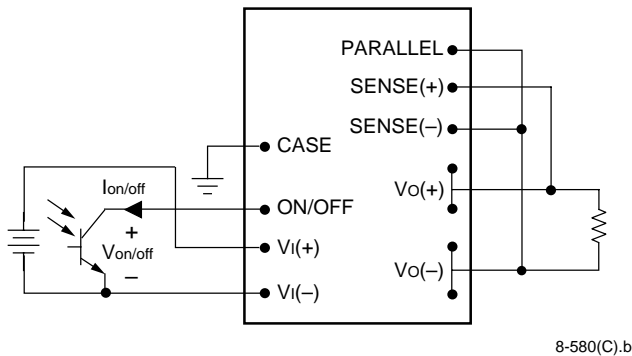 PARALLEL
SENSE(+)
SENSE(–)
CASE
VO(+)
Ion/off
ON/OFF
+
Von/off
VI(+)
–
VO(–)
VI(–)
8-580(C).b